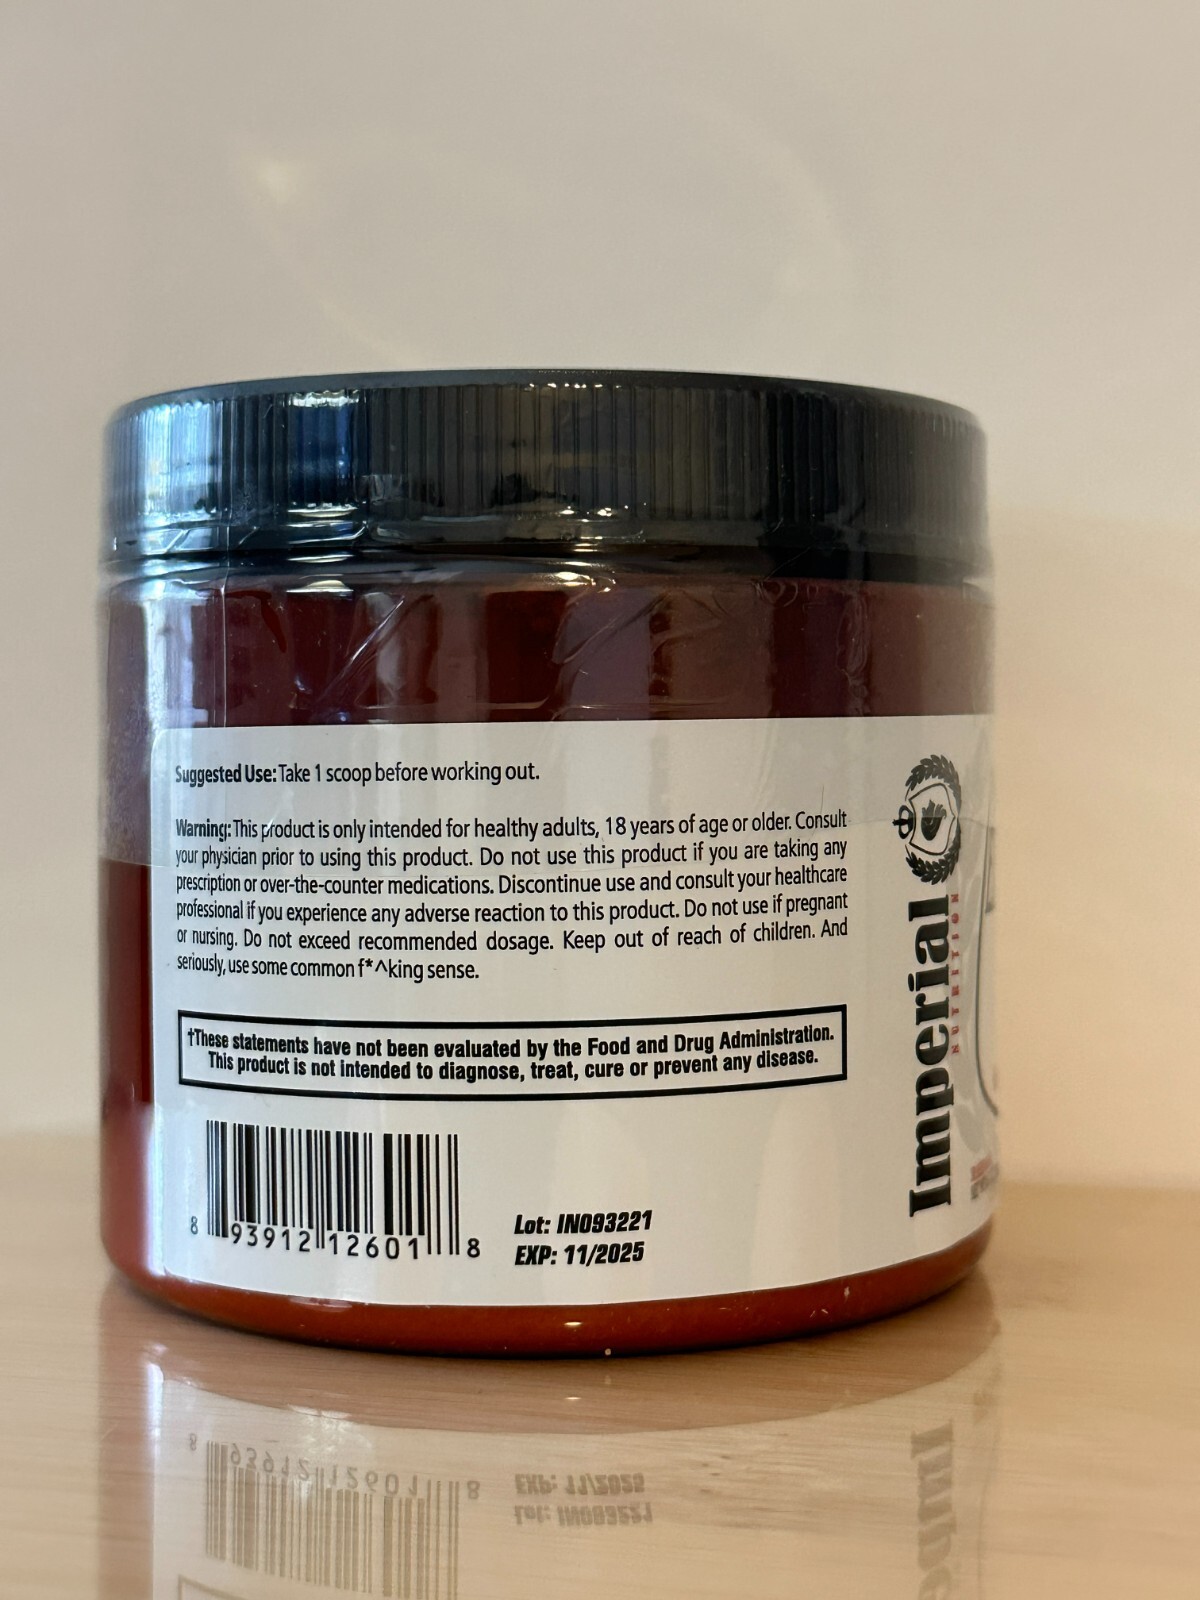 Suggested Use: Take 1 scoop before working out.
Warning: This product is only intended for healthy adults, 18 years of age or older. Consult
your physician prior to using this product. Do not use this product if you are taking any
prescription or over-the-counter medications. Discontinue use and consult your healthcare
professional if you experience any adverse reaction to this product. Do not use if pregnant
or nursing. Do not exceed recommended dosage. Keep out of reach of children. And
seriously, use some common f*^king sense.
†These statements have not been evaluated by the Food and Drug Administration.
This product is not intended to diagnose, treat, cure or prevent any disease.
8 93912 12601 8
Lot: IN093221
EXP: 11/2025
Imperial
NUTRITION